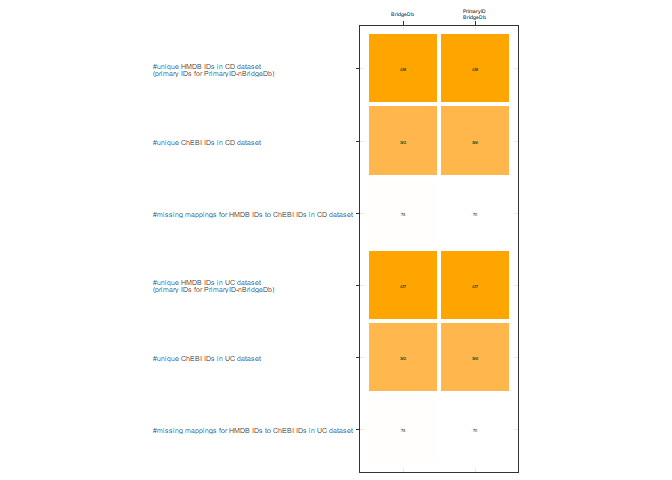 BridgeDb
PrimaryID
BridgeDb
#unique HMDB IDs in CD dataset
(primary IDs for PrimaryID-nBridgeDb)
#unique ChEBI IDs in CD dataset
#missing mappings for HMDB IDs to ChEBI IDs in CD dataset
#unique HMDB IDs in UC dataset
(primary IDs for PrimaryID-nBridgeDb)
437 437
#unique ChEBI IDs in UC dataset
#missing mappings for HMDB IDs to ChEBI IDs in UC dataset